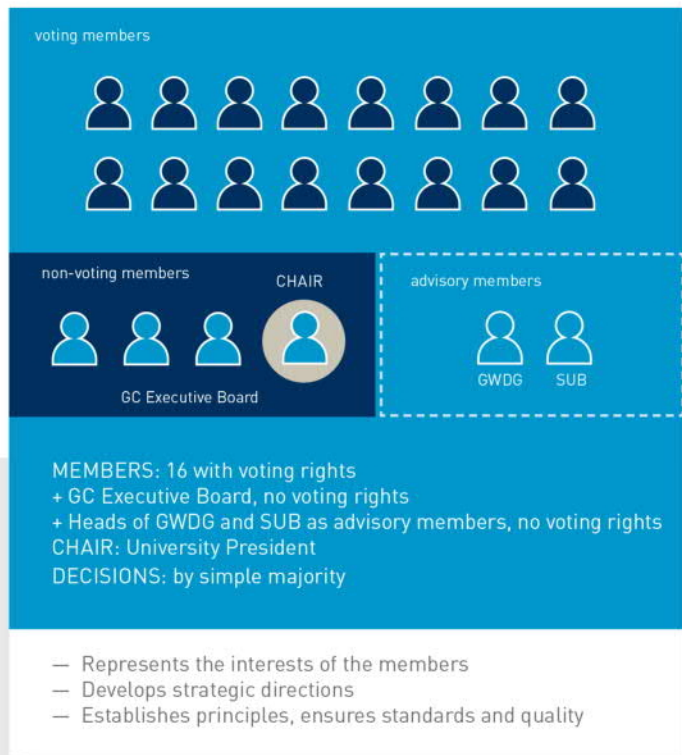 voting members
non-voting members
CHAIR
GC Executive Board
advisory members
GWDG
SUB
MEMBERS: 16 with voting rights
+ GC Executive Board, no voting rights
+ Heads of GWDG and SUB as advisory members, no voting rights
CHAIR: University President
DECISIONS: by simple majority
— Represents the interests of the members
— Develops strategic directions
— Establishes principles, ensures standards and quality